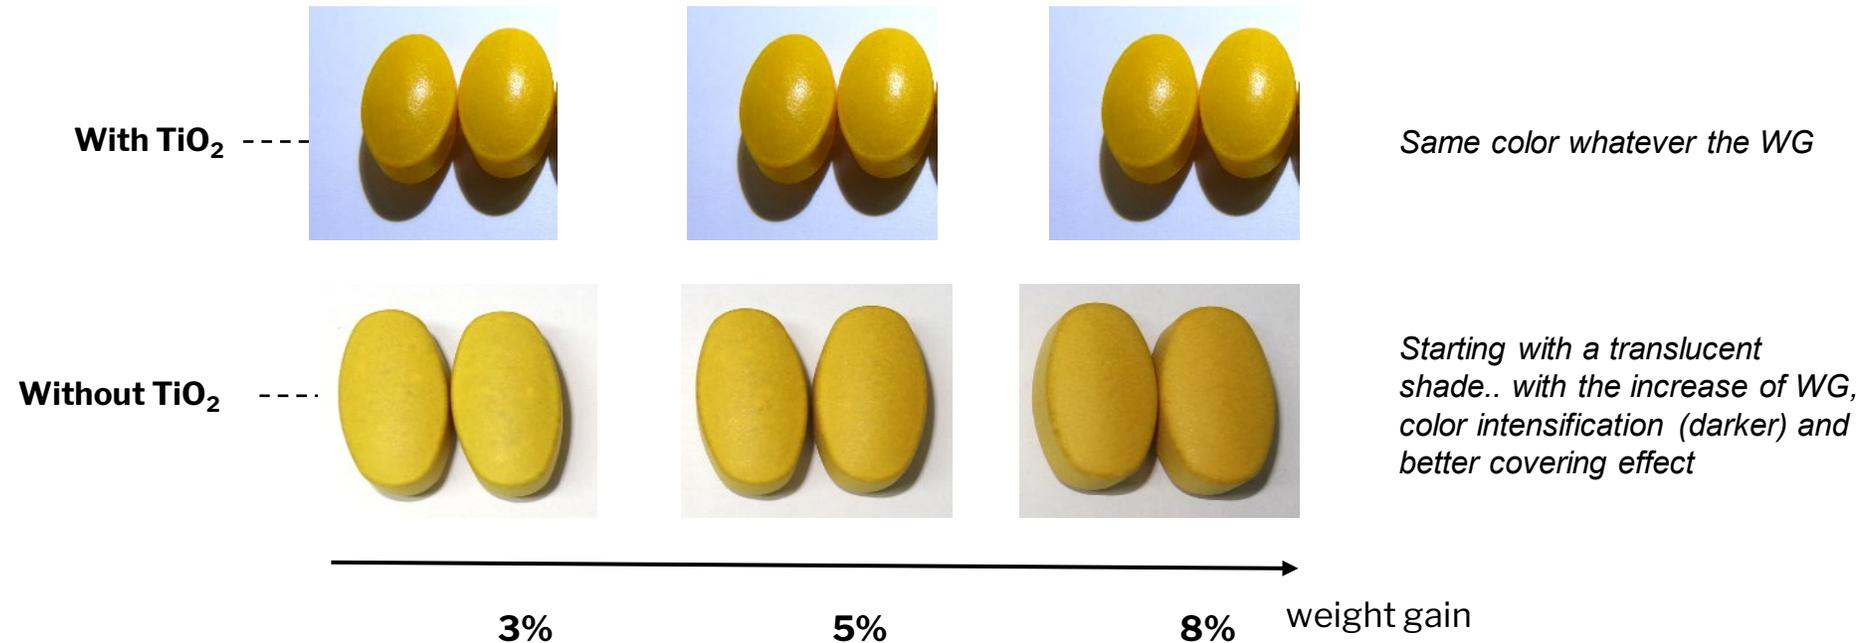 With TiO₂
Same color whatever the WG
Without TiO₂
Starting with a translucent
shade.. with the increase of WG,
color intensification (darker) and
better covering effect
3%
5%
8%
weight gain